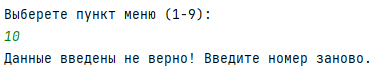 Выберете пункт меню (1-9):
10
Данные введены не верно! Введите номер заново.